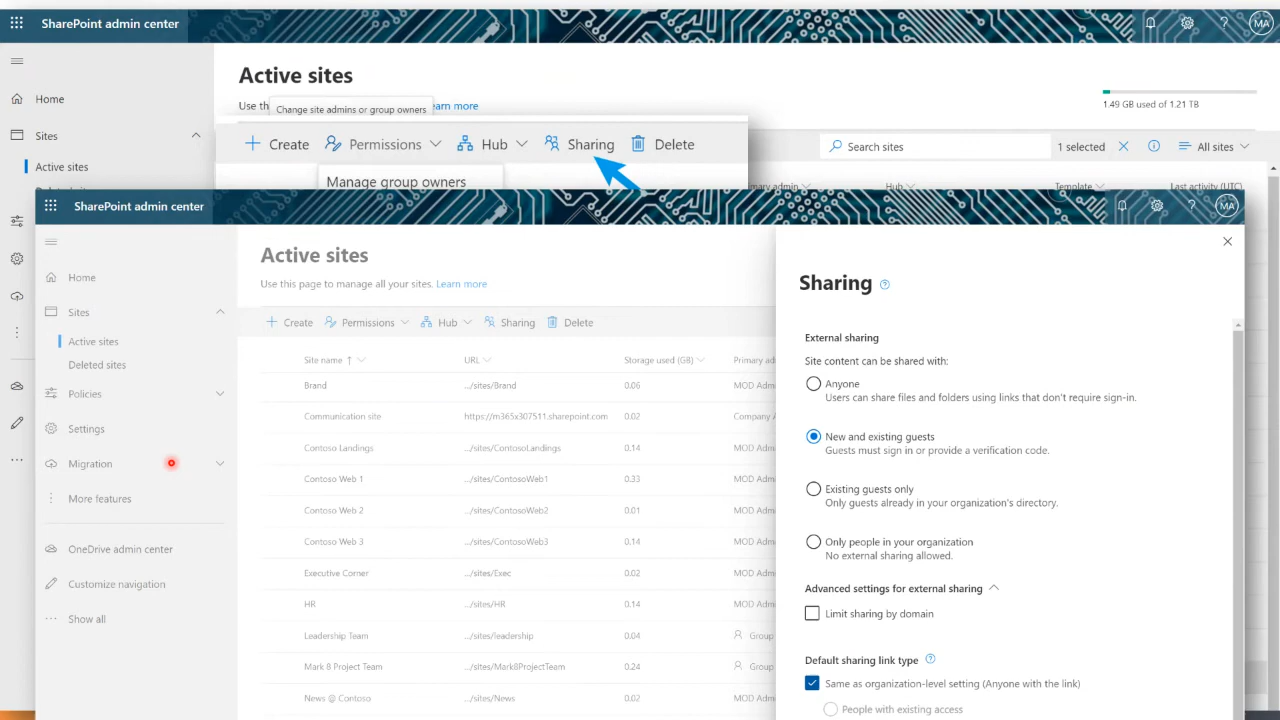 SharePoint admin center
MA
Active sites
Use th
Change site admins or group owners
earn more
1.49 GB used of 1.21 TB
Home
Sites
Active sites
Create
Permissions
Hub
Sharing
Delete
Search sites
1 selected
All sites
Manage group owners
Hub
Template
Last activity (UTC)
SharePoint admin center
MA
Home
Sites
Active sites
Deleted sites
Policies
Settings
Migration
More features
OneDrive admin center
Customize navigation
Show all
Active sites
Use this page to manage all your sites. Learn more
Create Permissions Hub Sharing Delete
Site name ↑ URL Storage used (GB) Primary adm
Brand .../sites/Brand 0.06 MOD Admi
Communication site https://m365x307511.sharepoint.com 0.02 Company A
Contoso Landings .../sites/ContosoLandings 0.14 MOD Admi
Contoso Web 1 .../sites/ContosoWeb1 0.33 MOD Admi
Contoso Web 2 .../sites/ContosoWeb2 0.01 MOD Admi
Contoso Web 3 .../sites/ContosoWeb3 0.14 MOD Admi
Executive Corner .../sites/Exec 0.02 MOD Admi
HR .../sites/HR 0.14 MOD Admi
Leadership Team .../sites/leadership 0.04 Group
Mark 8 Project Team .../sites/Mark8ProjectTeam 0.24 Group
News @ Contoso .../sites/News 0.02 MOD Admi
Sharing
External sharing
Site content can be shared with:
Anyone
Users can share files and folders using links that don't require sign-in.
New and existing guests
Guests must sign in or provide a verification code.
Existing guests only
Only guests already in your organization's directory.
Only people in your organization
No external sharing allowed.
Advanced settings for external sharing
Limit sharing by domain
Default sharing link type
Same as organization-level setting (Anyone with the link)
People with existing access